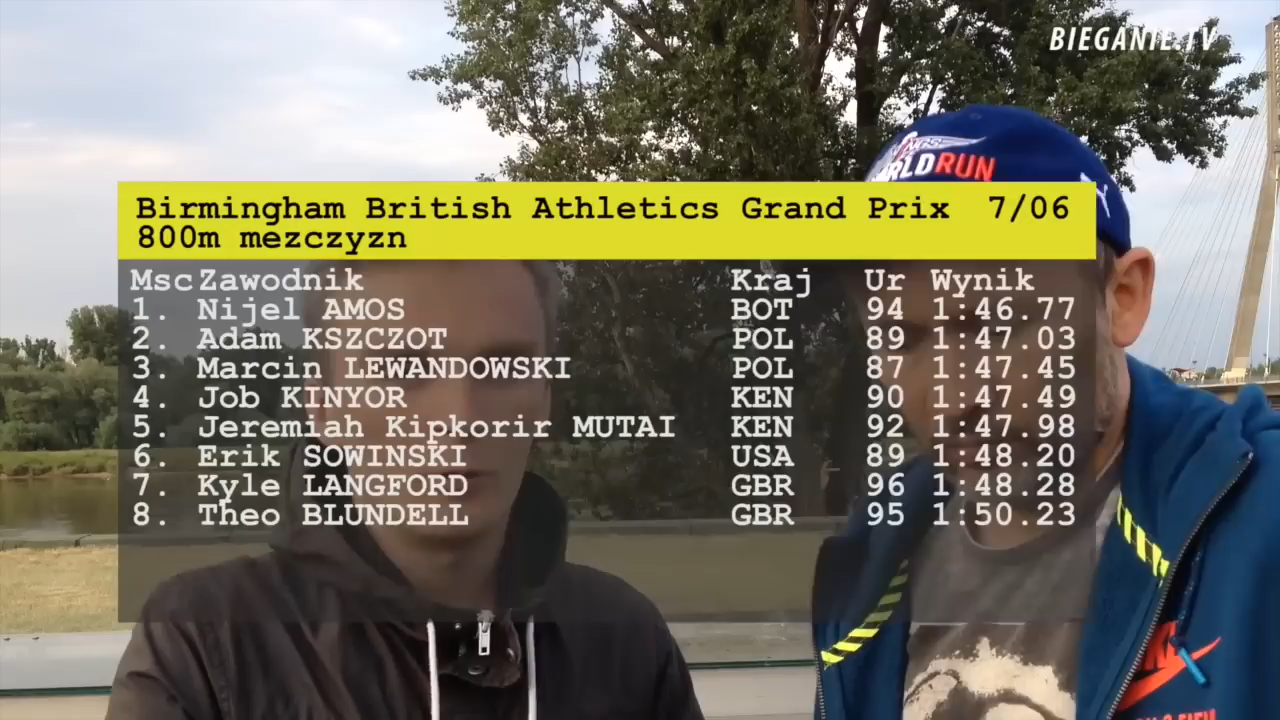 BIEGANIE.TV
WORLD RUN
Birmingham British Athletics Grand Prix 7/06
800m mezczyzn
Msc Zawodnik Kraj Ur Wynik
1. Nijel AMOS BOT 94 1:46.77
2. Adam KSZCZOT POL 89 1:47.03
3. Marcin LEWANDOWSKI POL 87 1:47.45
4. Job KINYOR KEN 90 1:47.49
5. Jeremiah Kipkorir MUTAI KEN 92 1:47.98
6. Erik SOWINSKI USA 89 1:48.20
7. Kyle LANGFORD GBR 96 1:48.28
8. Theo BLUNDELL GBR 95 1:50.23